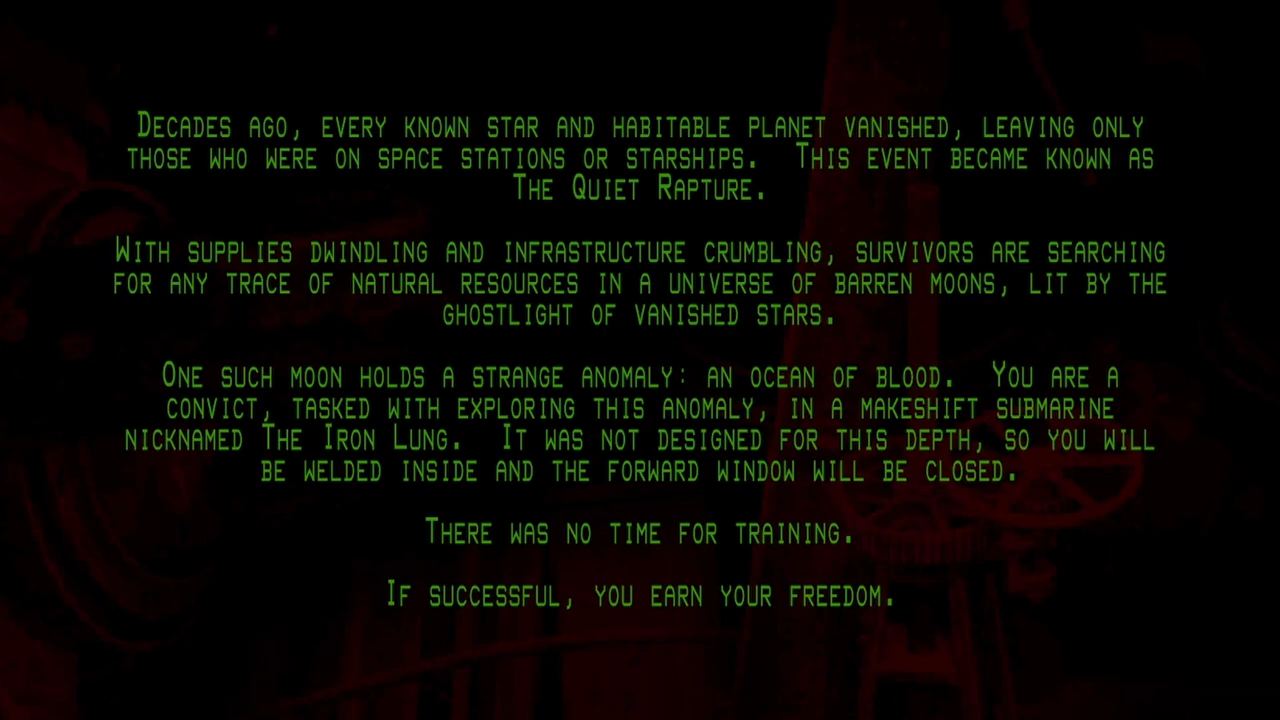 Decades ago, every known star and habitable planet vanished, leaving only
those who were on space stations or starships.  This event became known as
The Quiet Rapture.
With supplies dwindling and infrastructure crumbling, survivors are searching
for any trace of natural resources in a universe of barren moons, lit by the
ghostlight of vanished stars.
One such moon holds a strange anomaly: an ocean of blood.  You are a
convict, tasked with exploring this anomaly, in a makeshift submarine
nicknamed The Iron Lung.  It was not designed for this depth, so you will
be welded inside and the forward window will be closed.
There was no time for training.
If successful, you earn your freedom.